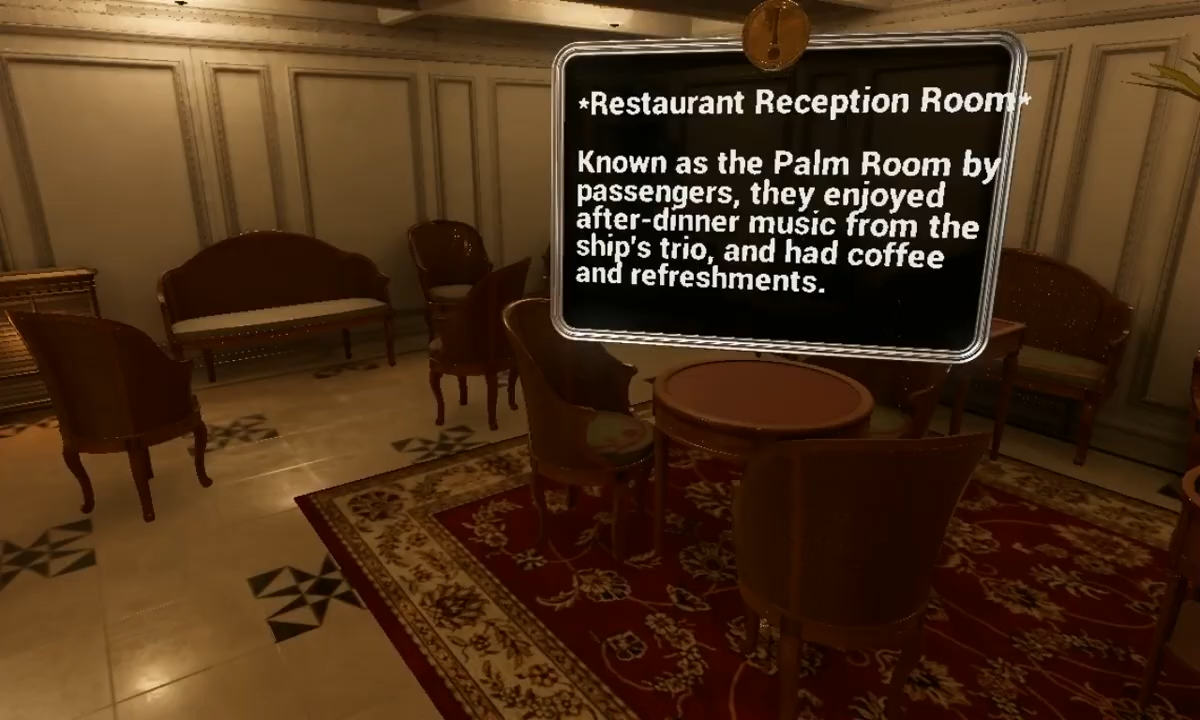 *Restaurant Reception Room*
Known as the Palm Room by
passengers, they enjoyed
after-dinner music from the
ship's trio, and had coffee
and refreshments.